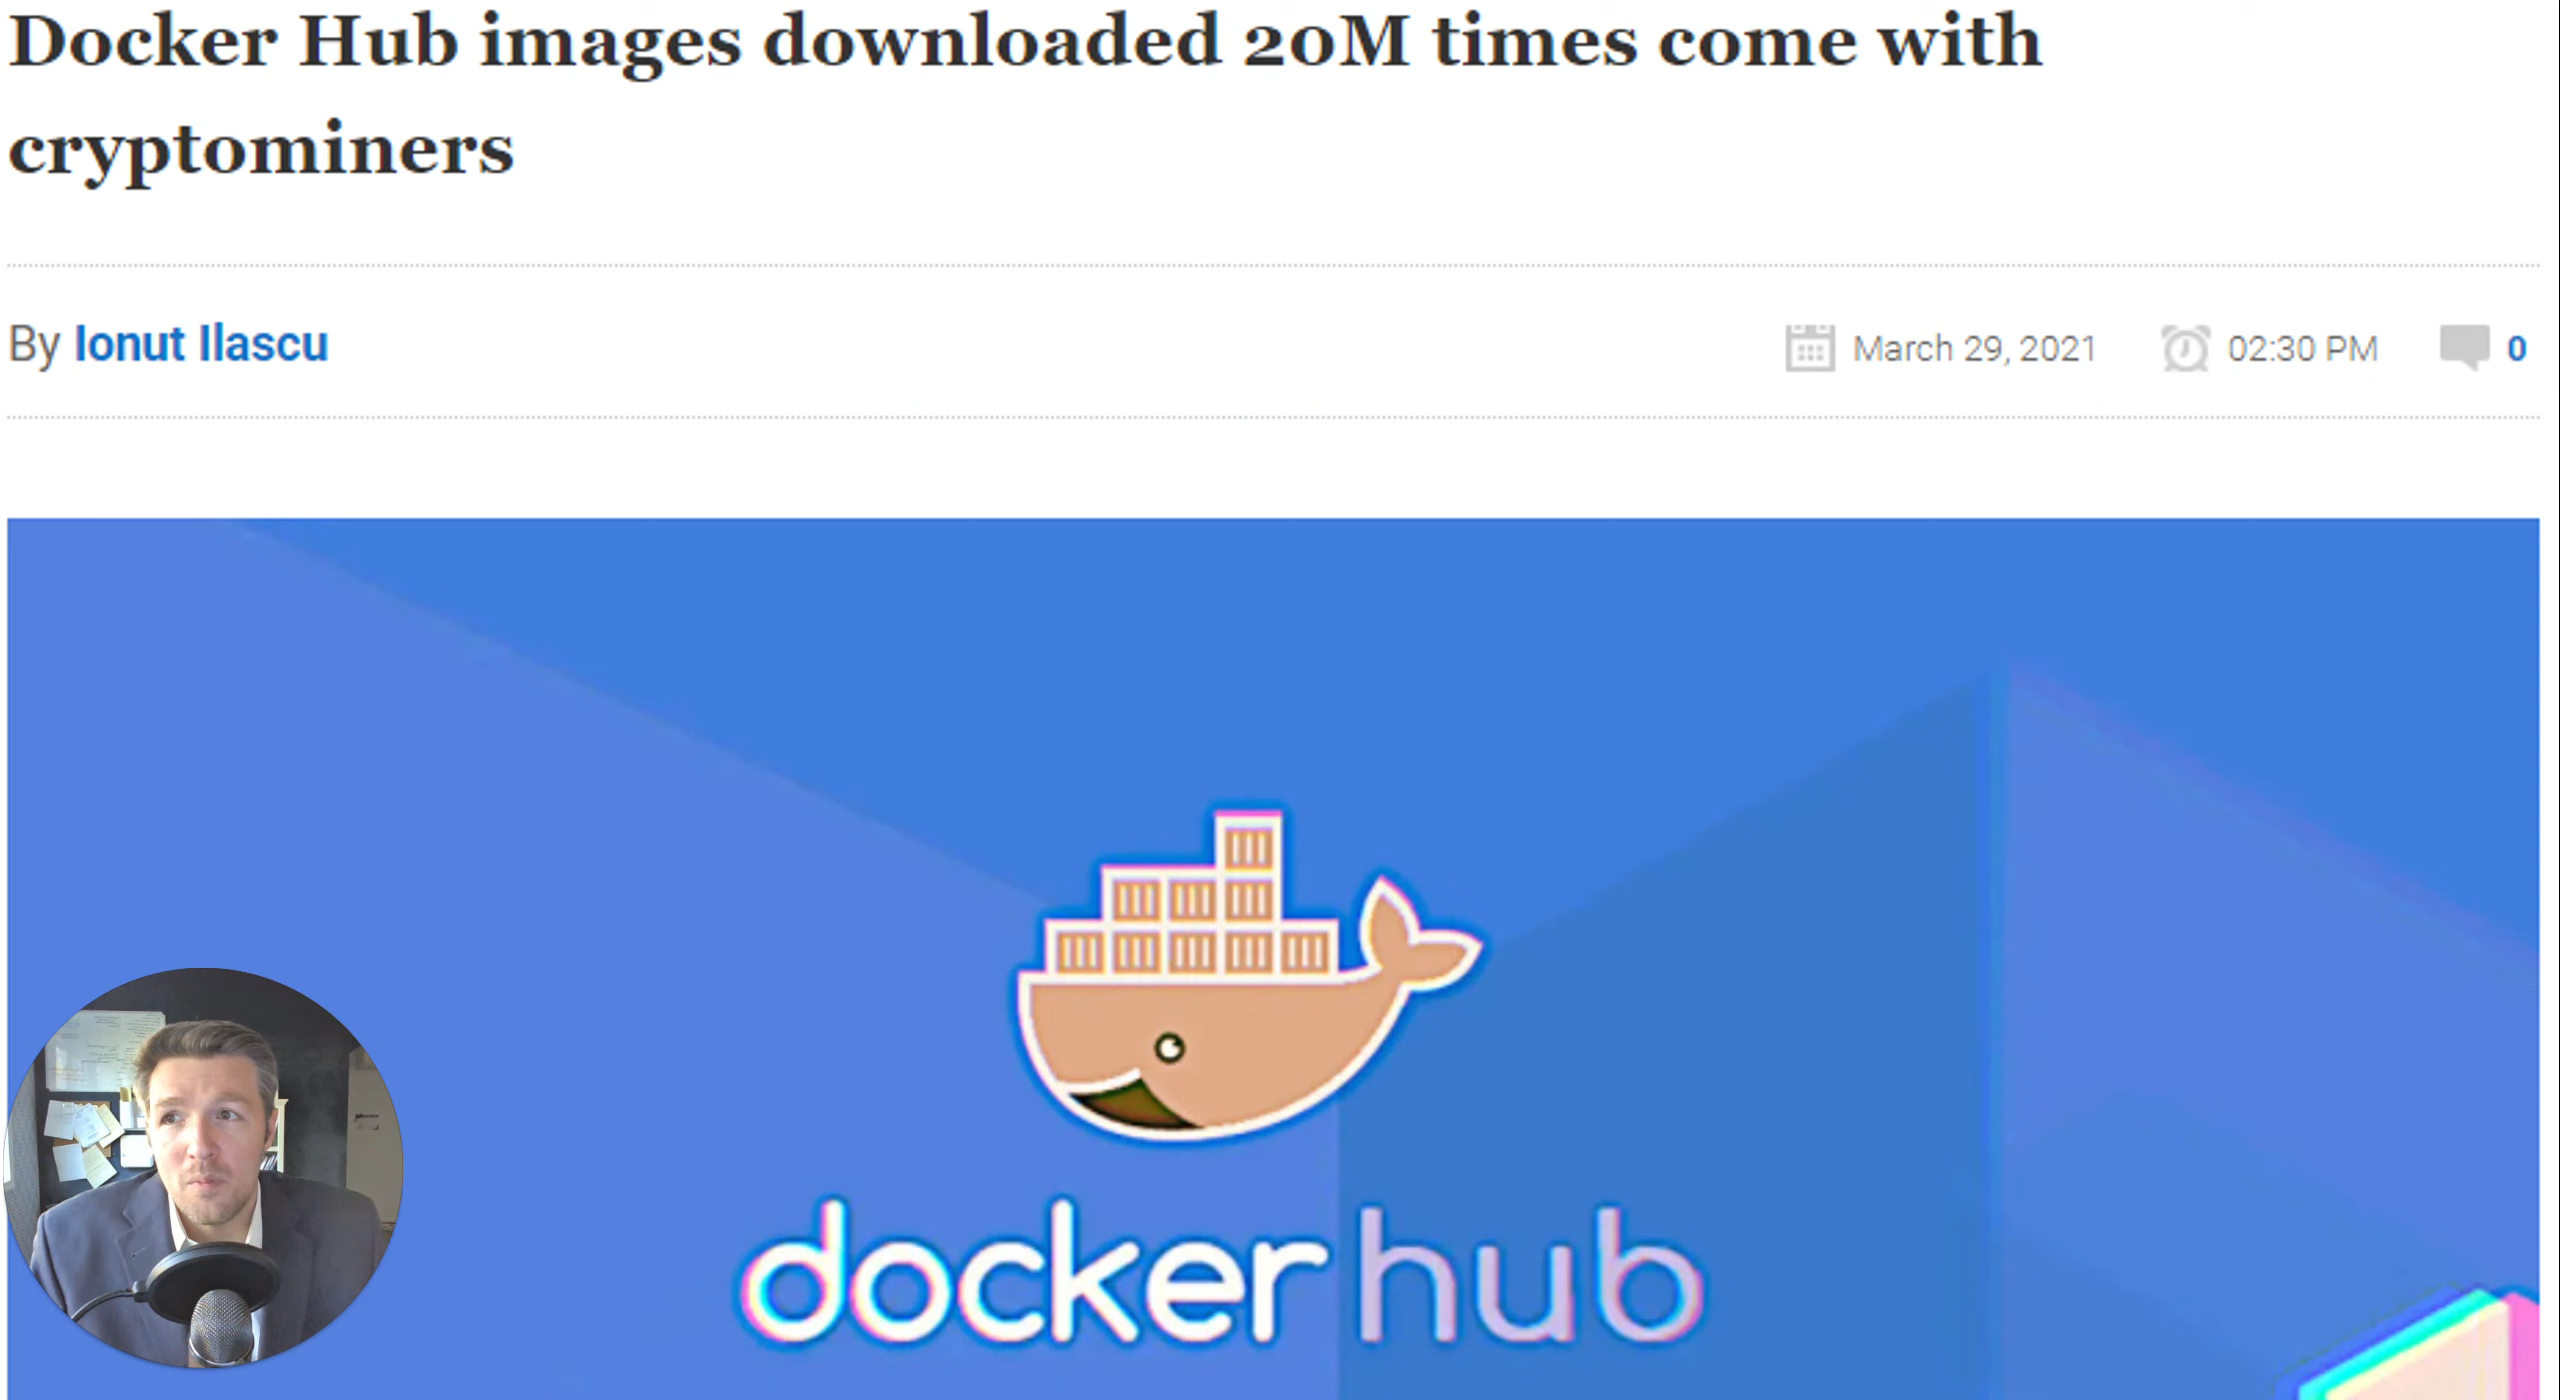 Docker Hub images downloaded 20M times come with
cryptominers
By Ionut Ilascu
March 29, 2021 02:30 PM 0
docker hub